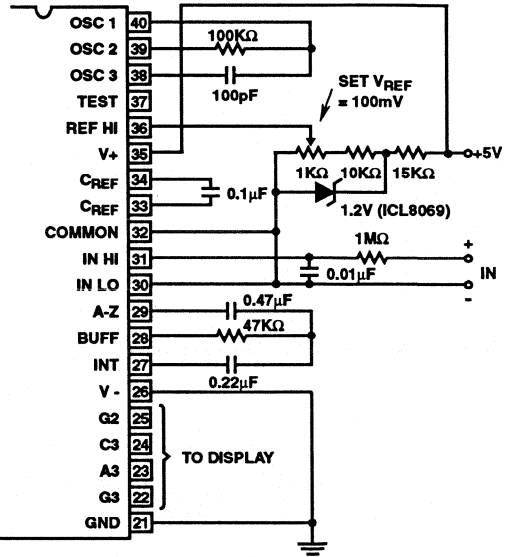 OSC 1 40
100KΩ
OSC 2 39
OSC 3 38
100pF
TEST 37
SET VREF
= 100mV
REF HI 36
V+ 35
+5V
1KΩ 10KΩ 15KΩ
CREF 34
0.1µF
1.2V (ICL8069)
CREF 33
COMMON 32
1MΩ
+
IN HI 31
0.01µF
IN
IN LO 30
-
0.47µF
A-Z 29
47KΩ
BUFF 28
INT 27
0.22µF
V - 26
G2 25
C3 24
TO DISPLAY
A3 23
G3 22
GND 21